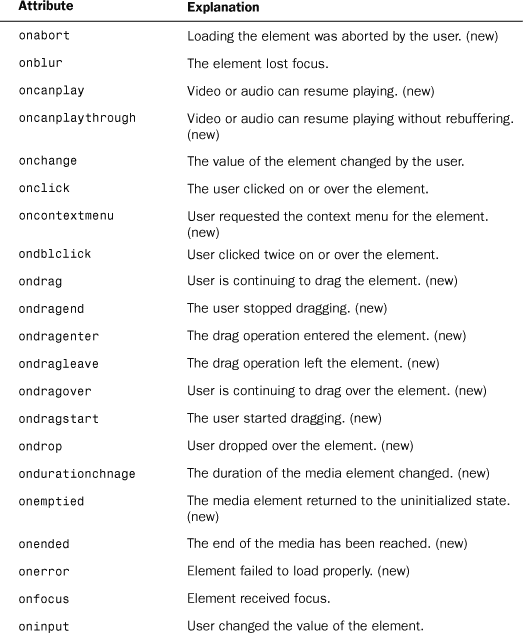 Attribute Explanation
onabort Loading the element was aborted by the user. (new)
onblur The element lost focus.
oncanplay Video or audio can resume playing. (new)
oncanplaythrough Video or audio can resume playing without rebuffering.
(new)
onchange The value of the element changed by the user.
onclick The user clicked on or over the element.
oncontextmenu User requested the context menu for the element.
(new)
ondblclick User clicked twice on or over the element.
ondrag User is continuing to drag the element. (new)
ondragend The user stopped dragging. (new)
ondragenter The drag operation entered the element. (new)
ondragleave The drag operation left the element. (new)
ondragover User is continuing to drag over the element. (new)
ondragstart The user started dragging. (new)
ondrop User dropped over the element. (new)
ondurationchnage The duration of the media element changed. (new)
onemptied The media element returned to the uninitialized state.
(new)
onended The end of the media has been reached. (new)
onerror Element failed to load properly. (new)
onfocus Element received focus.
oninput User changed the value of the element.